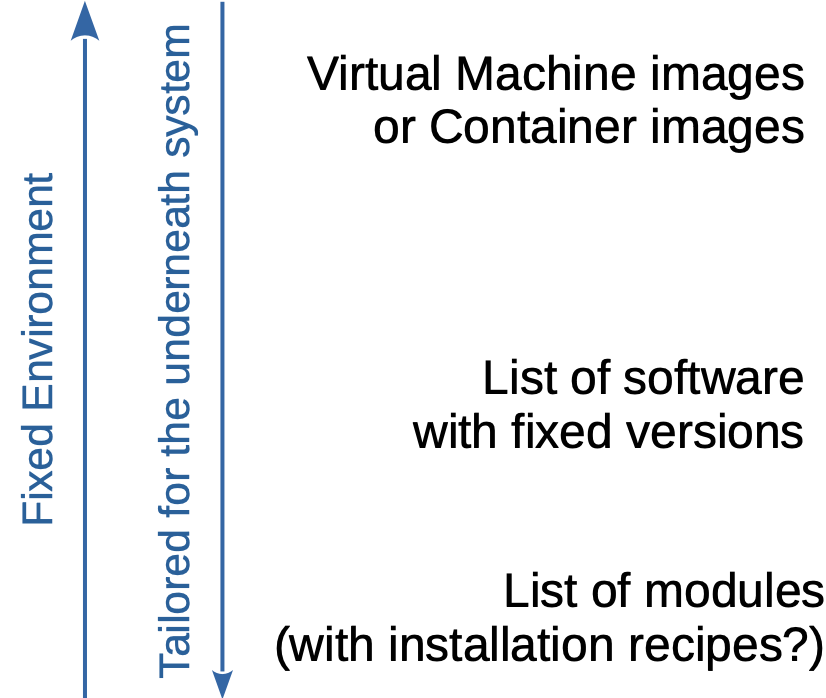 Fixed Environment
Tailored for the underneath system
Virtual Machine images
or Container images
List of software
with fixed versions
List of modules
(with installation recipes?)